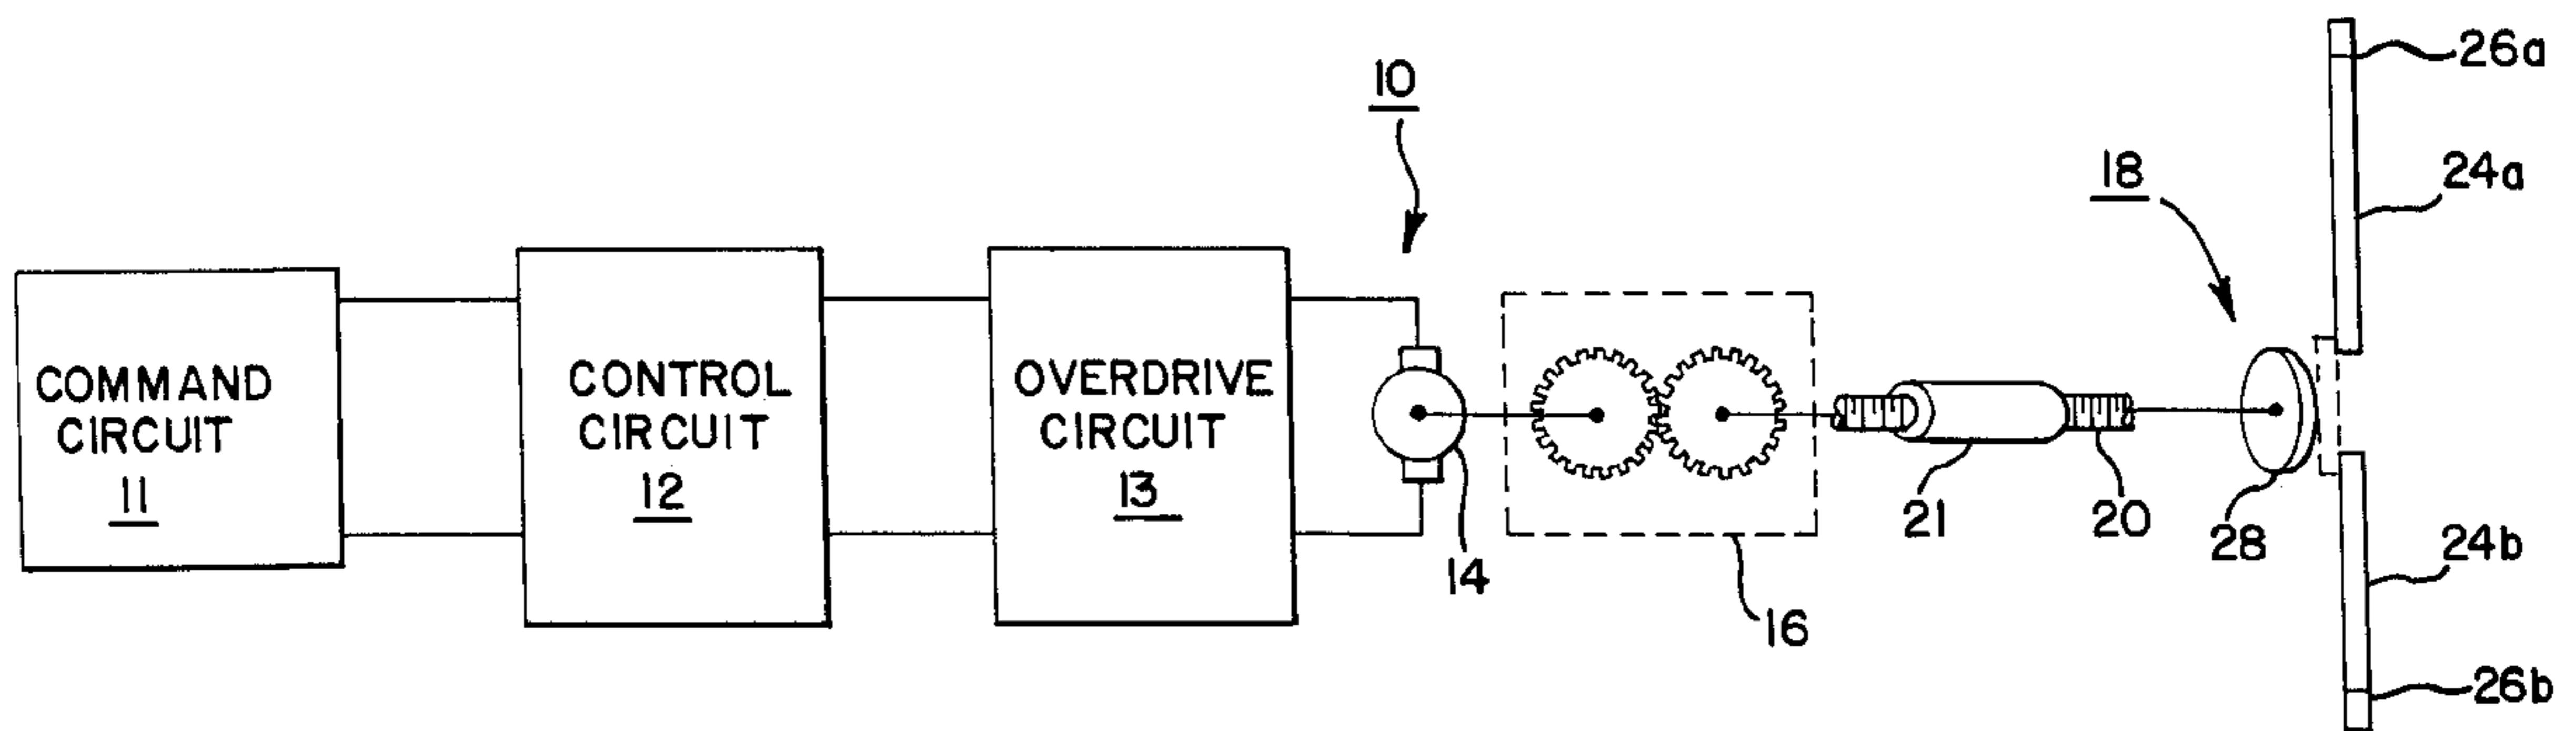 COMMAND
CIRCUIT
11
CONTROL
CIRCUIT
12
OVERDRIVE
CIRCUIT
13
10
14
16
21
20
18
28
26a
24a
24b
26b